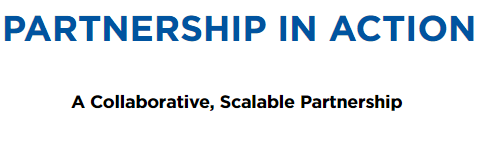 PARTNERSHIP IN ACTION
A Collaborative, Scalable Partnership